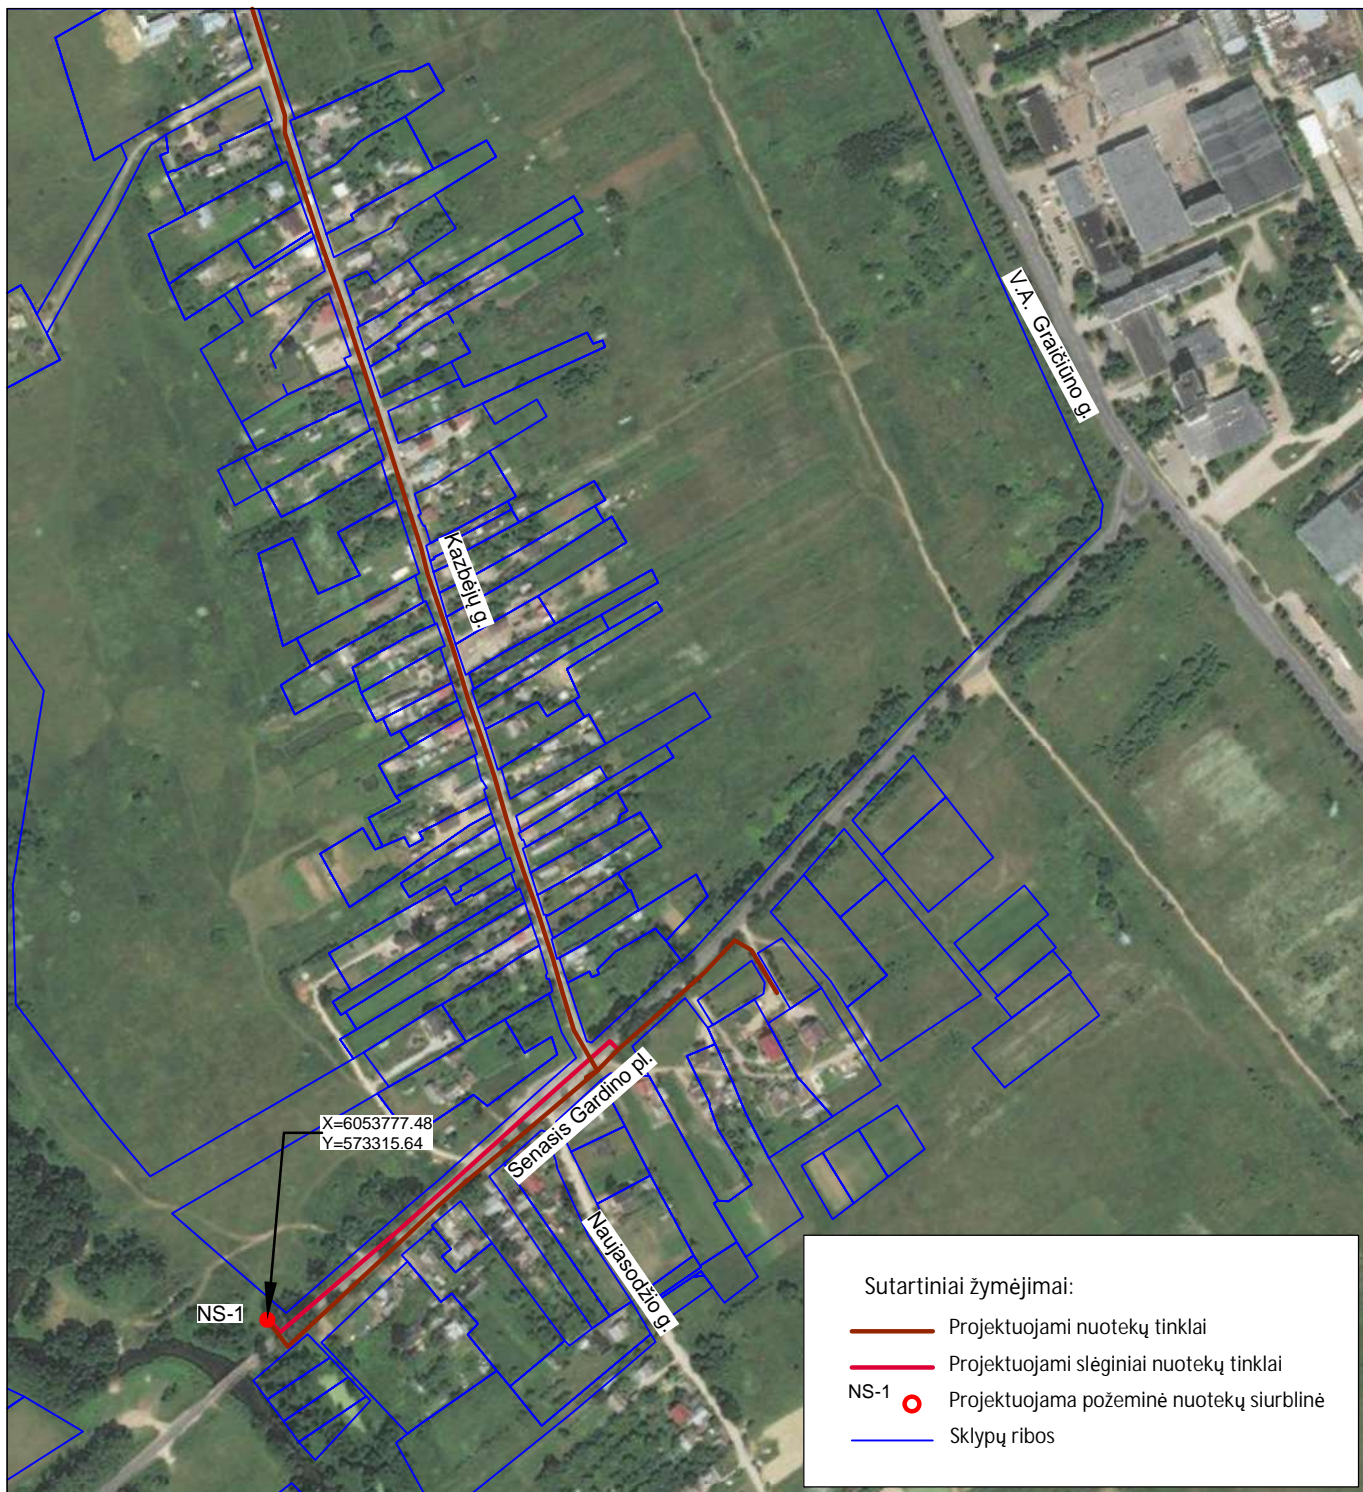 V.A. Graičiūno g.
Kazbėjų g.
Senasis Gardino pl.
X=6053777.48
Y=573315.64
Naujasodžio g.
NS-1
Sutartiniai žymėjimai:
Projektuojami nuotekų tinklai
Projektuojami slėginiai nuotekų tinklai
NS-1 Projektuojama požeminė nuotekų siurblinė
Sklypų ribos